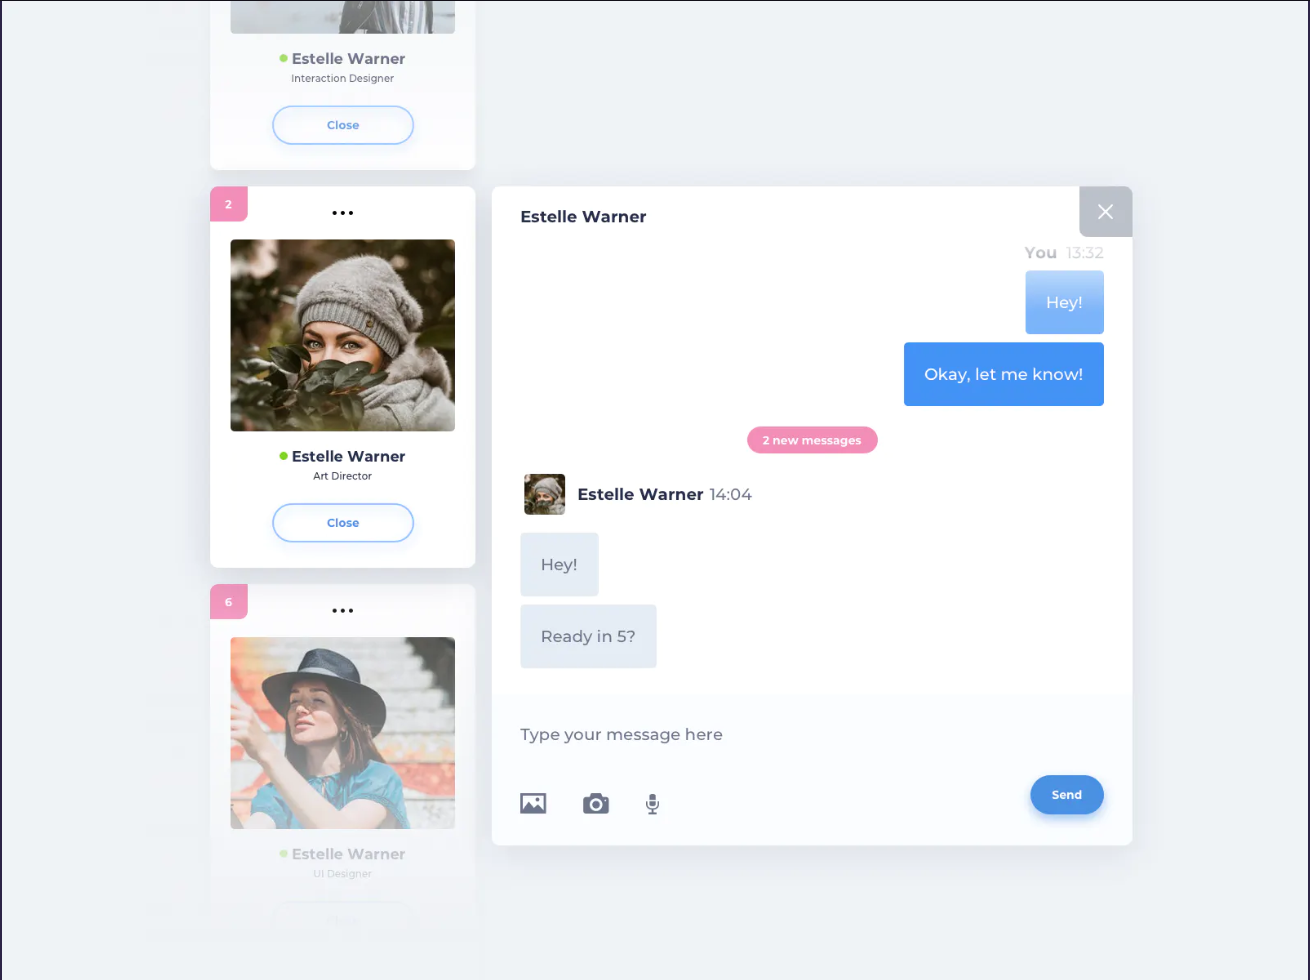 Estelle Warner
Interaction Designer
Close
2
Estelle Warner
Art Director
Close
6
Estelle Warner
UI Designer
Estelle Warner
You 13:32
Hey!
Okay, let me know!
2 new messages
Estelle Warner 14:04
Hey!
Ready in 5?
Type your message here
Send